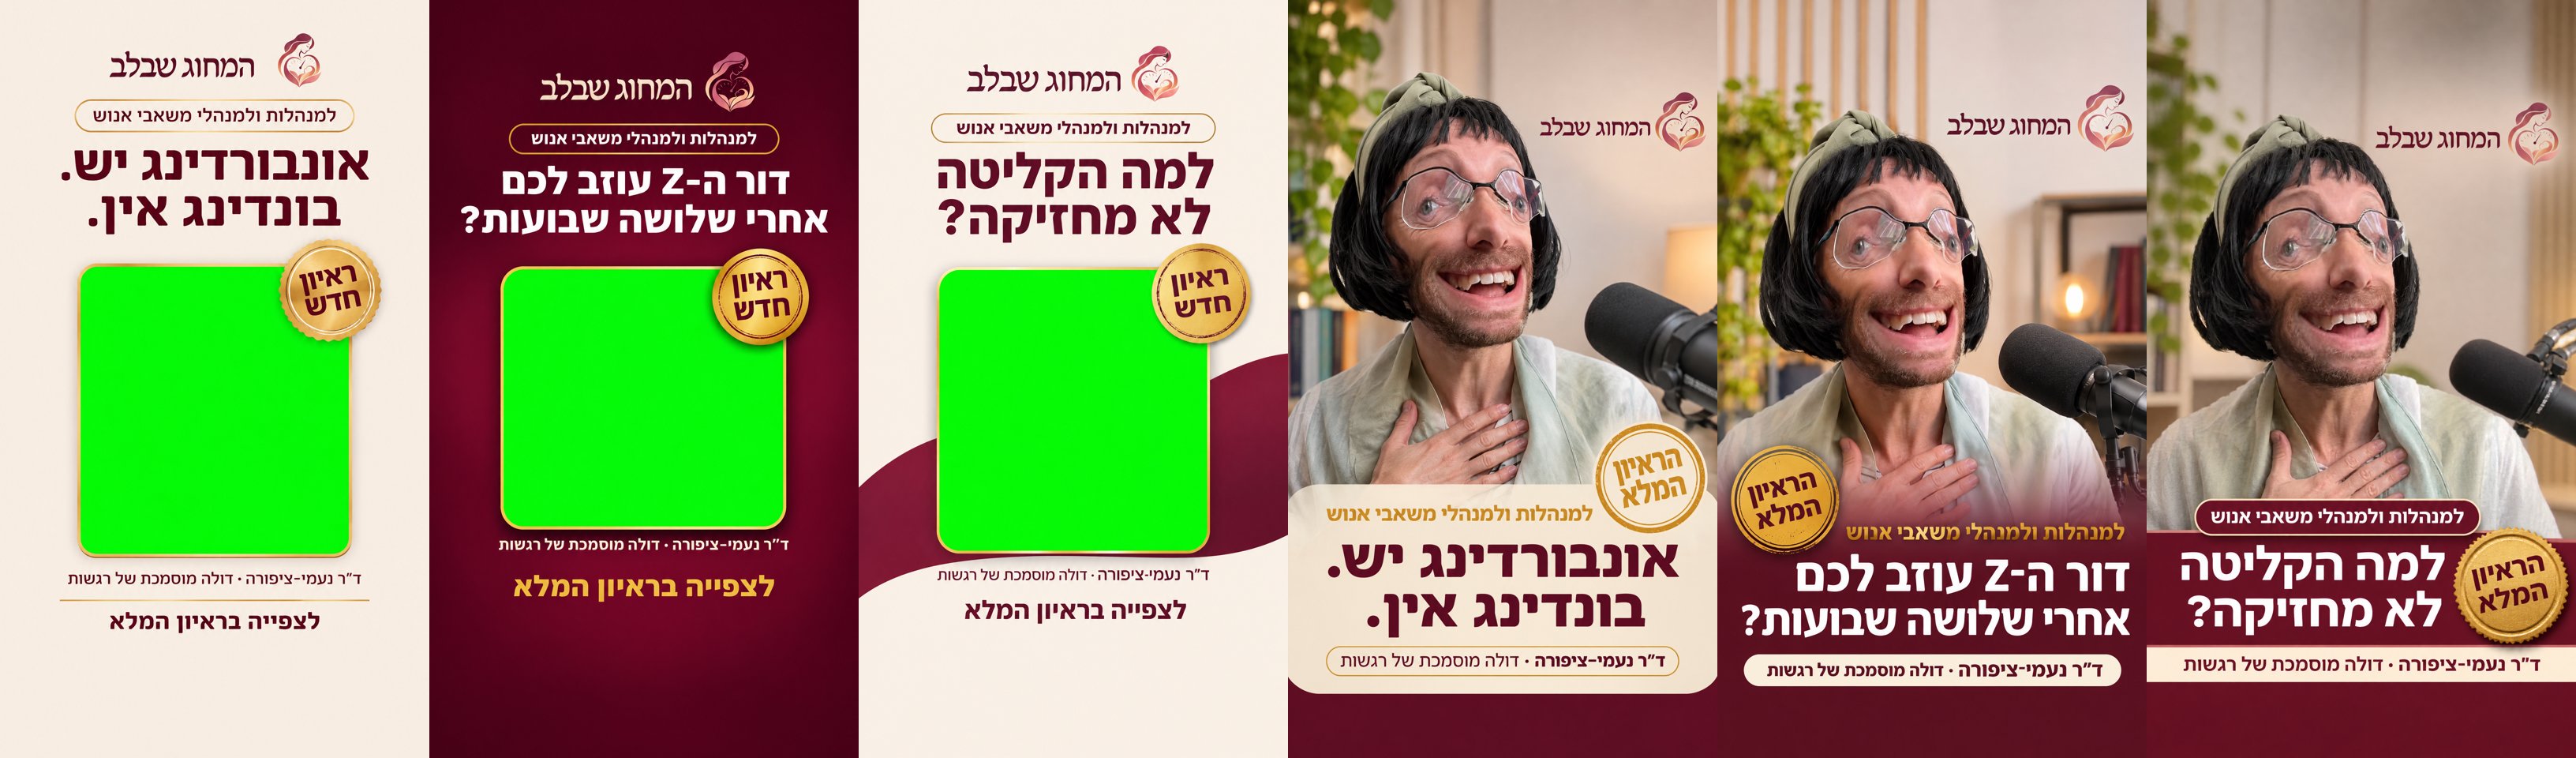 המחוג שבלב
למנהלות ולמנהלי משאבי אנוש
אונבורדינג יש.
בונדינג אין.
ראיון
חדש
ד"ר נעמי-ציפורה • דולה מוסמכת של רגשות
לצפייה בראיון המלא
המחוג שבלב
למנהלות ולמנהלי משאבי אנוש
דור ה-Z עוזב לכם
אחרי שלושה שבועות?
ראיון
חדש
ד"ר נעמי-ציפורה • דולה מוסמכת של רגשות
לצפייה בראיון המלא
המחוג שבלב
למנהלות ולמנהלי משאבי אנוש
למה הקליטה
לא מחזיקה?
ראיון
חדש
ד"ר נעמי-ציפורה • דולה מוסמכת של רגשות
לצפייה בראיון המלא
המחוג שבלב
הראיון
המלא
למנהלות ולמנהלי משאבי אנוש
אונבורדינג יש.
בונדינג אין.
ד"ר נעמי-ציפורה • דולה מוסמכת של רגשות
המחוג שבלב
הראיון
המלא
למנהלות ולמנהלי משאבי אנוש
דור ה-Z עוזב לכם
אחרי שלושה שבועות?
ד"ר נעמי-ציפורה • דולה מוסמכת של רגשות
המחוג שבלב
למנהלות ולמנהלי משאבי אנוש
למה הקליטה
לא מחזיקה?
הראיון
המלא
ד"ר נעמי-ציפורה • דולה מוסמכת של רגשות